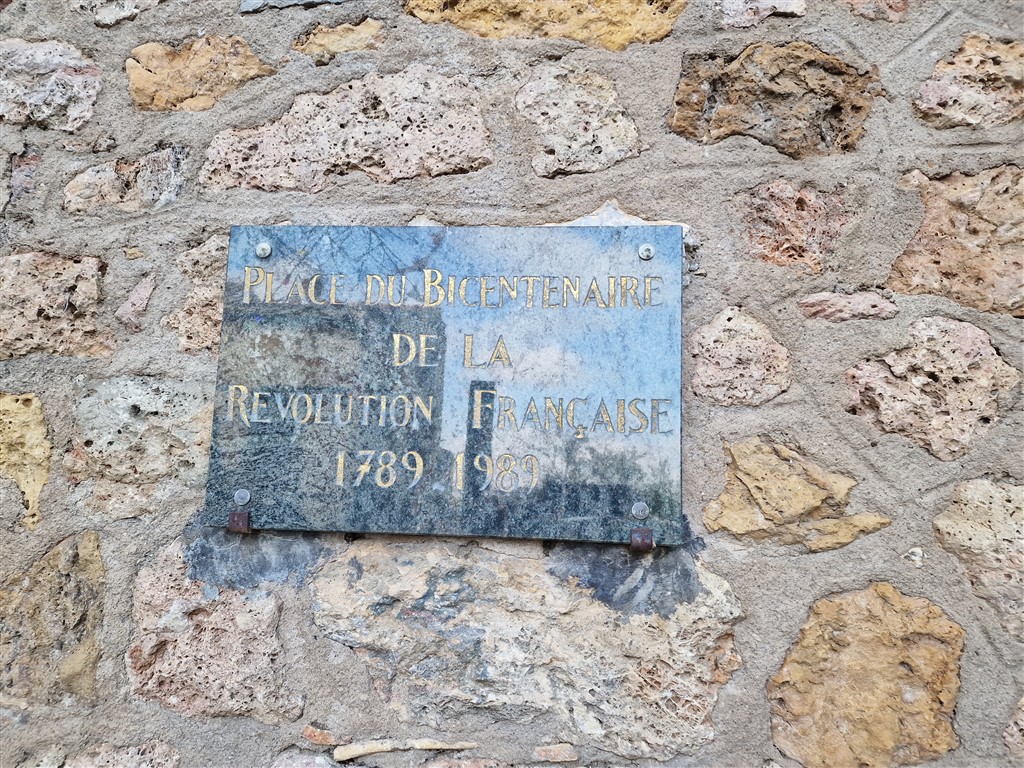 Place du Bicentenaire
de la
Revolution Française
1789 1989